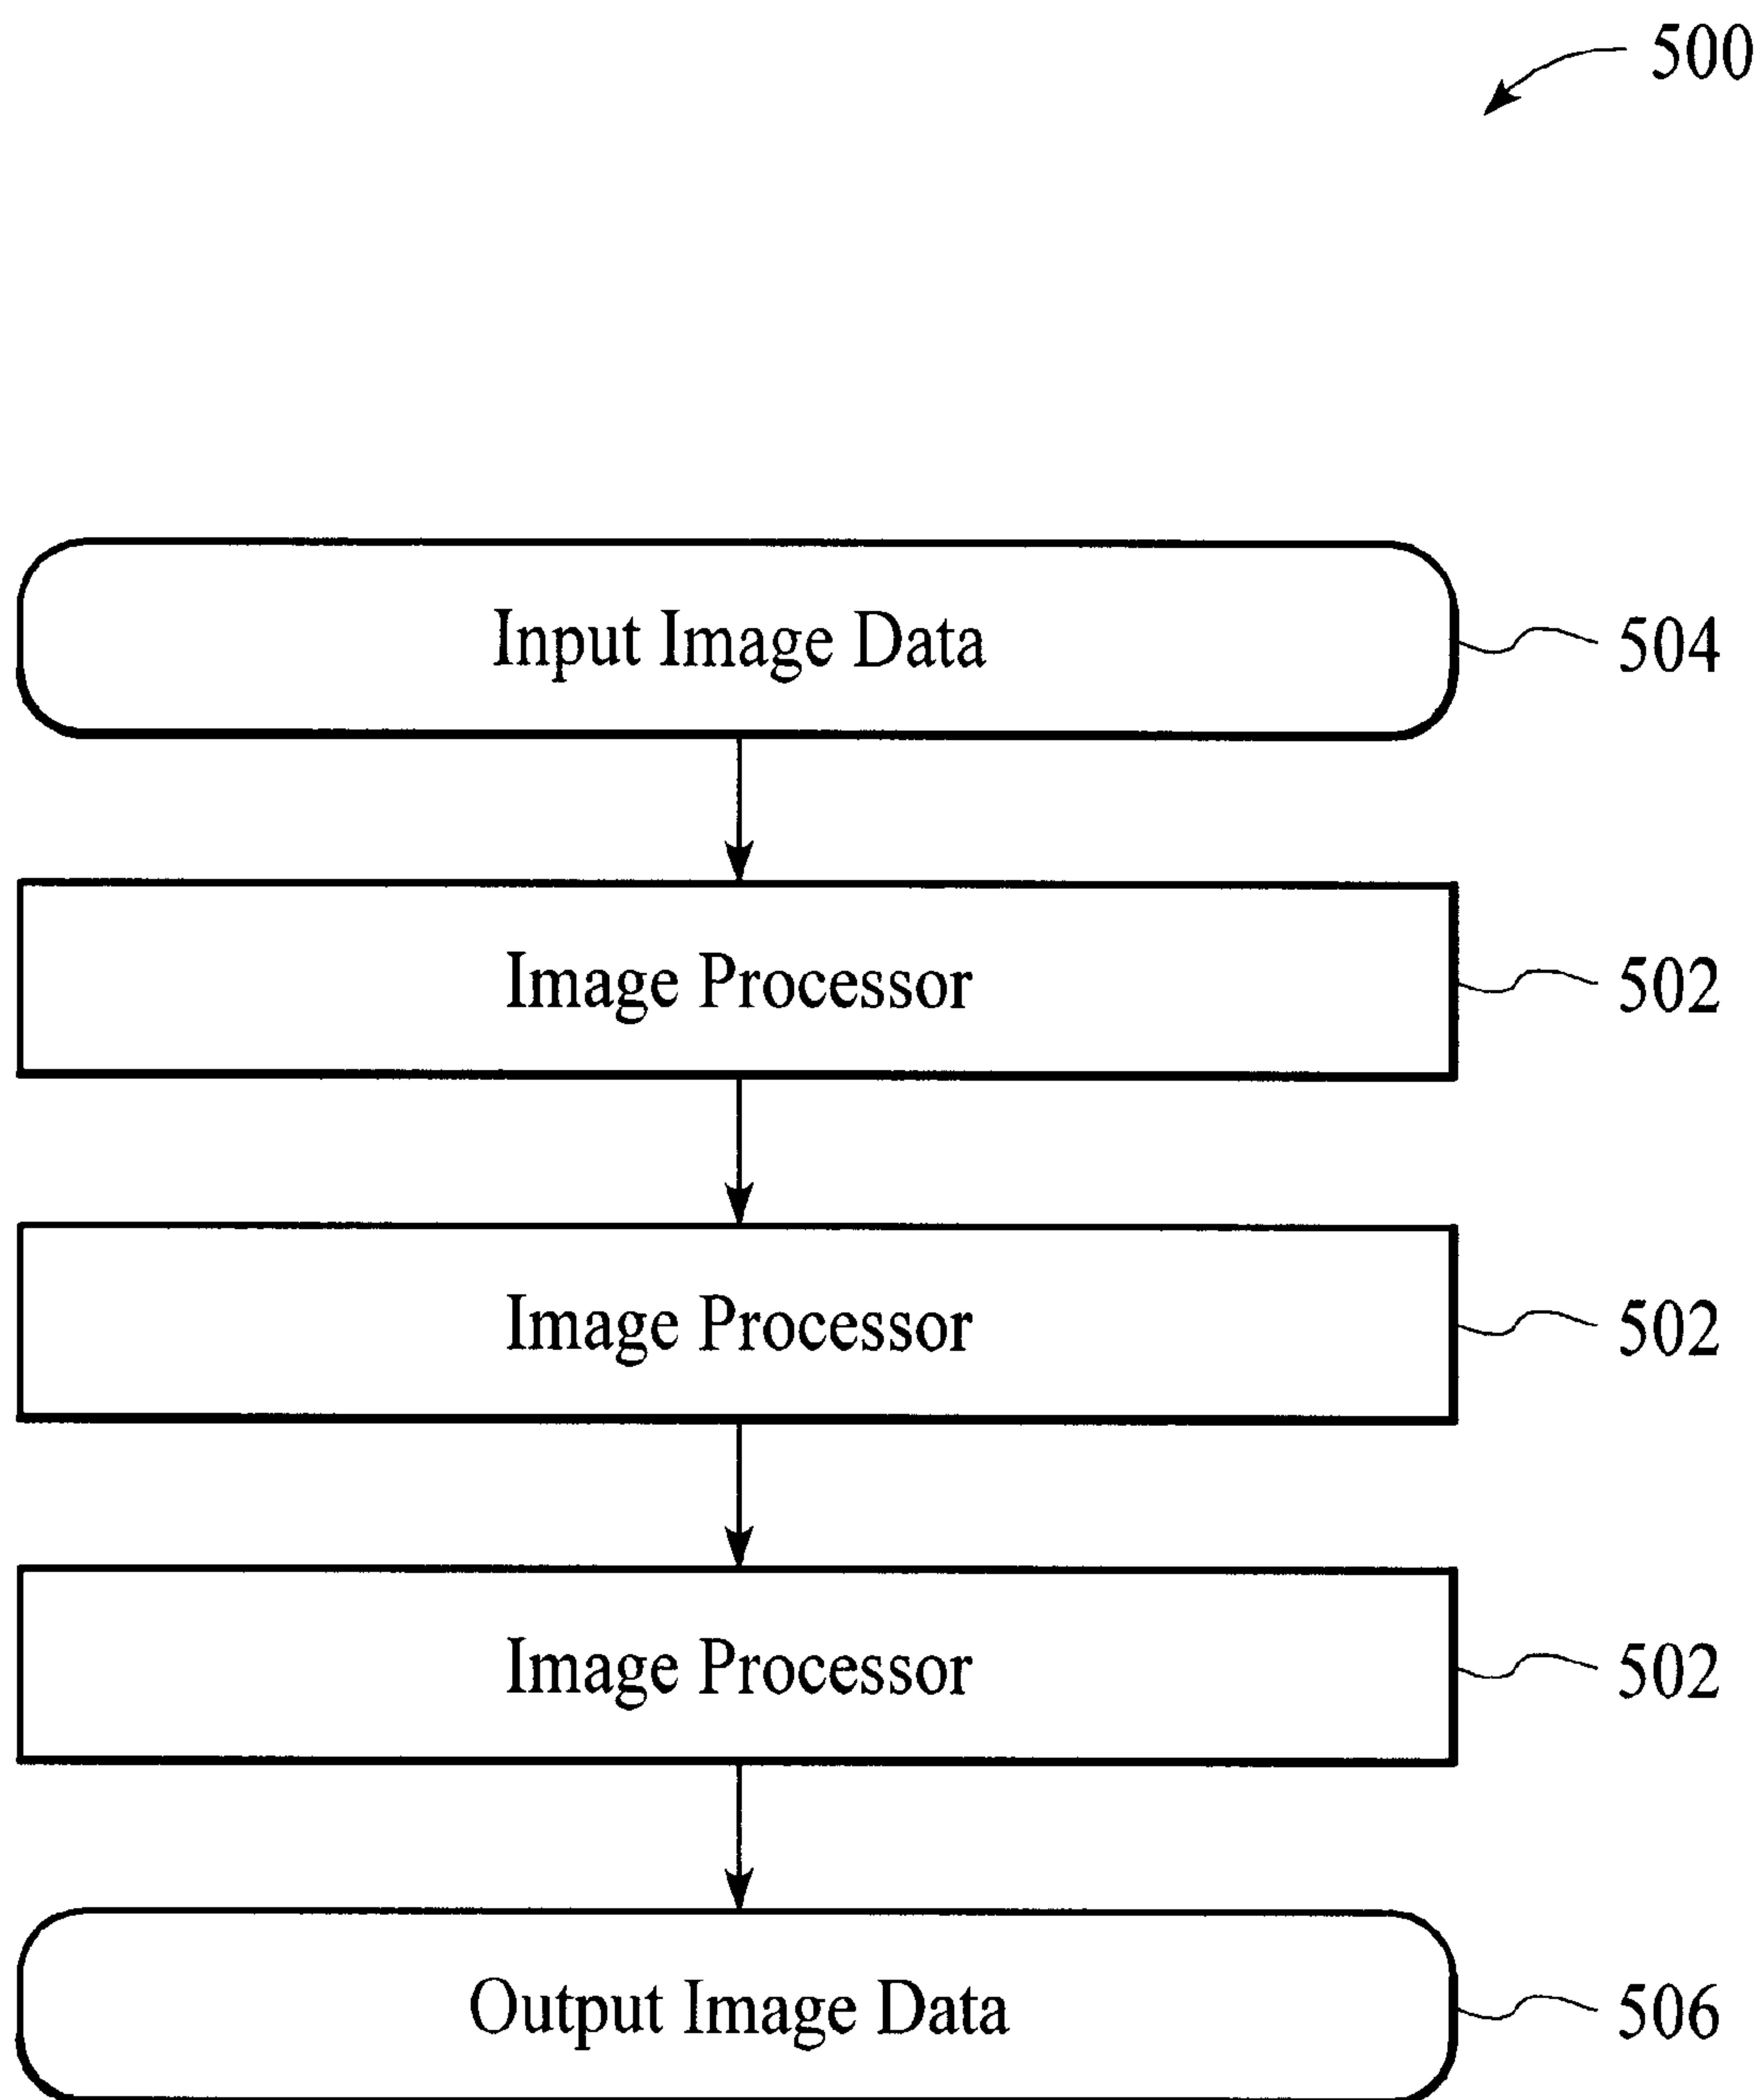 500
Input Image Data 504
Image Processor 502
Image Processor 502
Image Processor 502
Output Image Data 506